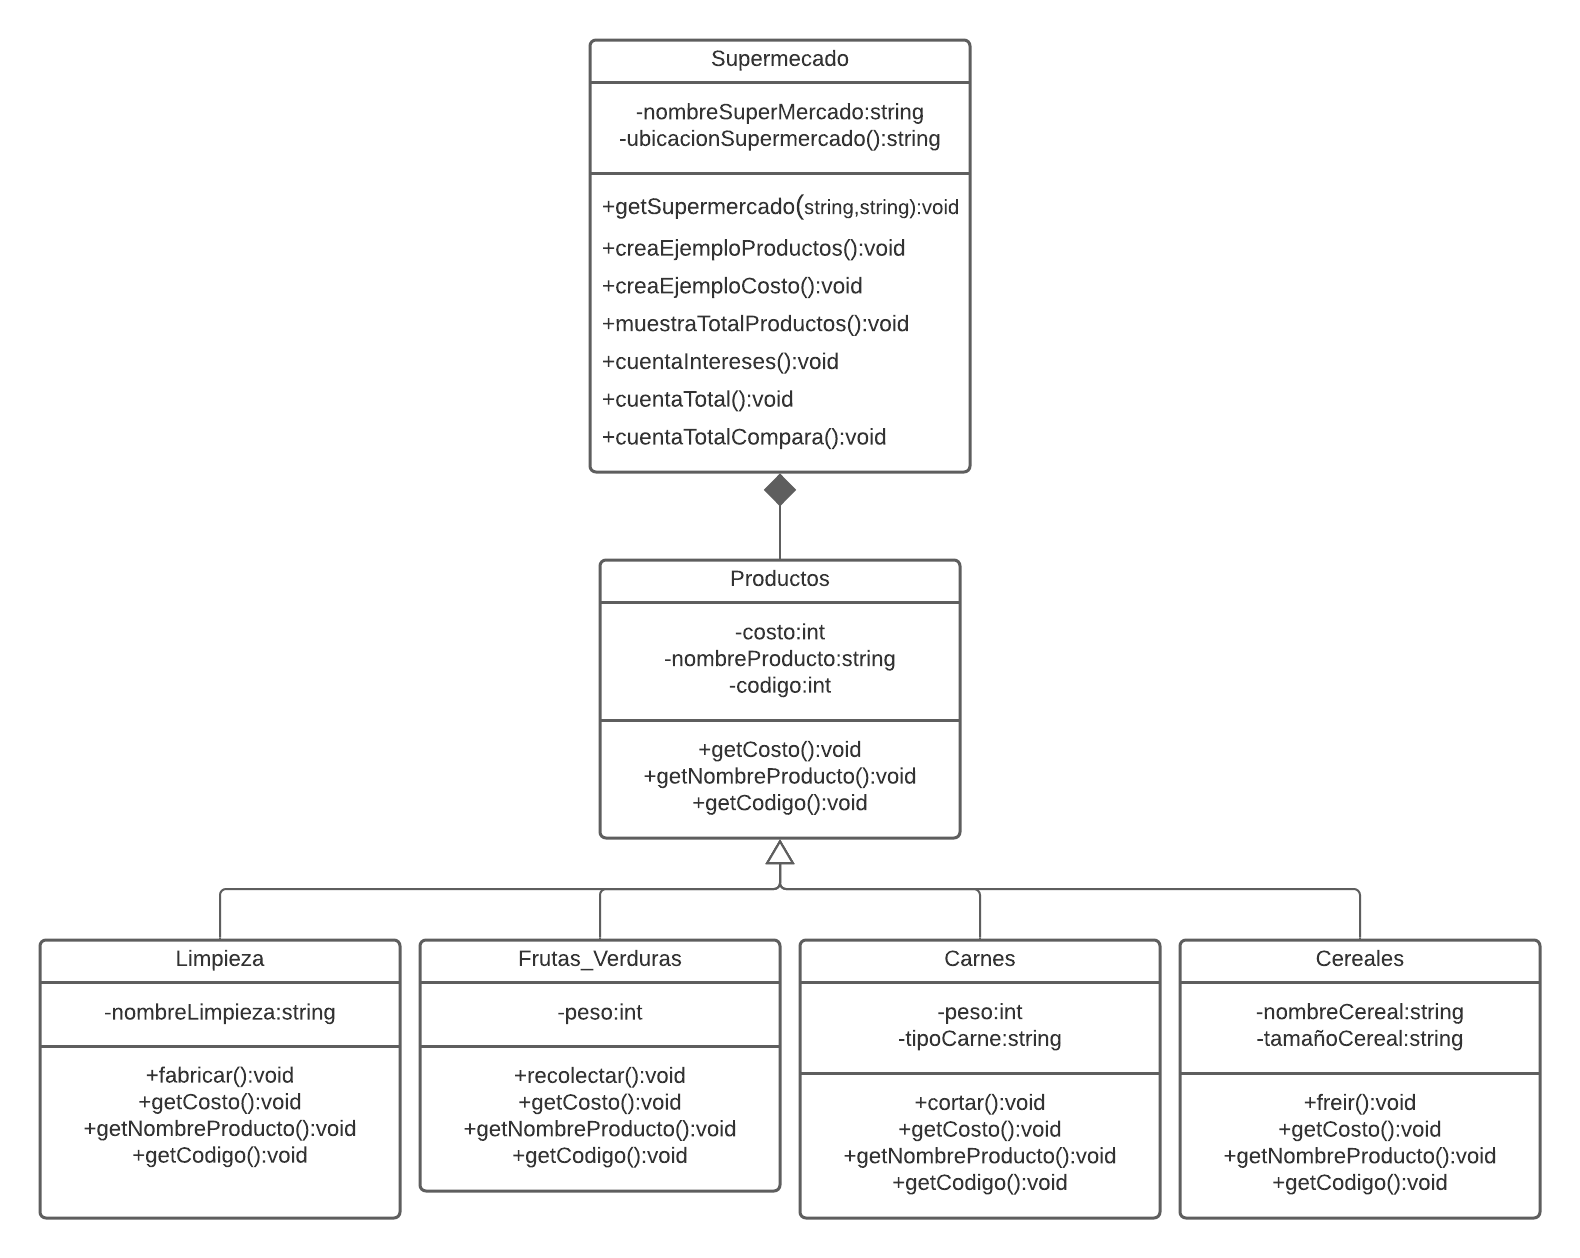 Supermecado
-nombreSuperMercado:string
-ubicacionSupermercado():string
+getSupermercado(string,string):void
+creaEjemploProductos():void
+creaEjemploCosto():void
+muestraTotalProductos():void
+cuentaIntereses():void
+cuentaTotal():void
+cuentaTotalCompara():void
Productos
-costo:int
-nombreProducto:string
-codigo:int
+getCosto():void
+getNombreProducto():void
+getCodigo():void
Limpieza
-nombreLimpieza:string
+fabricar():void
+getCosto():void
+getNombreProducto():void
+getCodigo():void
Frutas_Verduras
-peso:int
+recolectar():void
+getCosto():void
+getNombreProducto():void
+getCodigo():void
Carnes
-peso:int
-tipoCarne:string
+cortar():void
+getCosto():void
+getNombreProducto():void
+getCodigo():void
Cereales
-nombreCereal:string
-tamañoCereal:string
+freir():void
+getCosto():void
+getNombreProducto():void
+getCodigo():void